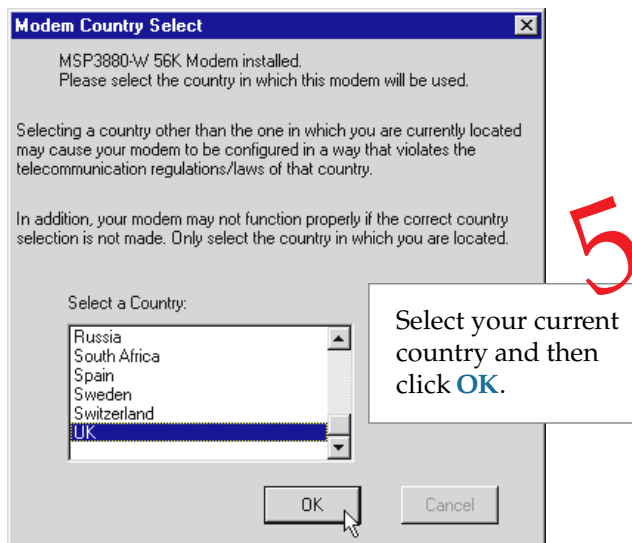 Modem Country Select
MSP3880-W 56K Modem installed.
Please select the country in which this modem will be used.
Selecting a country other than the one in which you are currently located
may cause your modem to be configured in a way that violates the
telecommunication regulations/laws of that country.
In addition, your modem may not function properly if the correct country
selection is not made. Only select the country in which you are located.
5
Select a Country:
Russia
South Africa
Spain
Sweden
Switzerland
UK
Select your current
country and then
click OK.
OK
Cancel